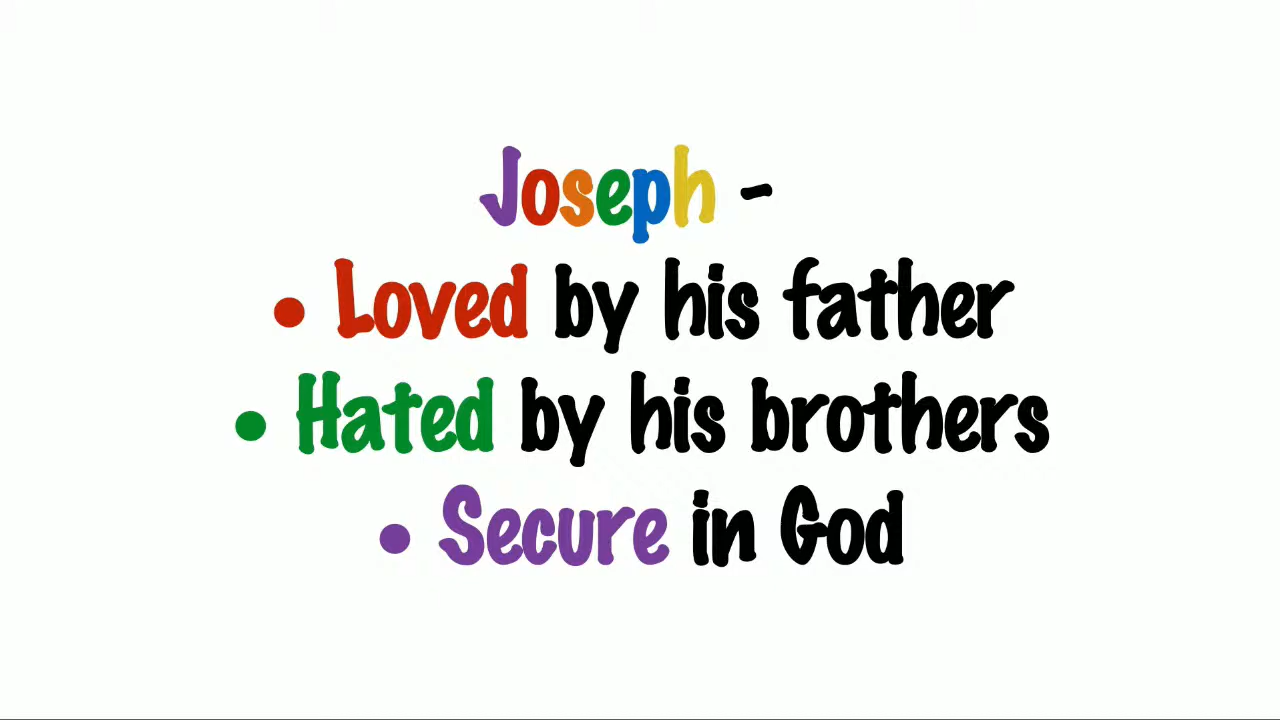 Joseph -
• Loved by his father
• Hated by his brothers
• Secure in God